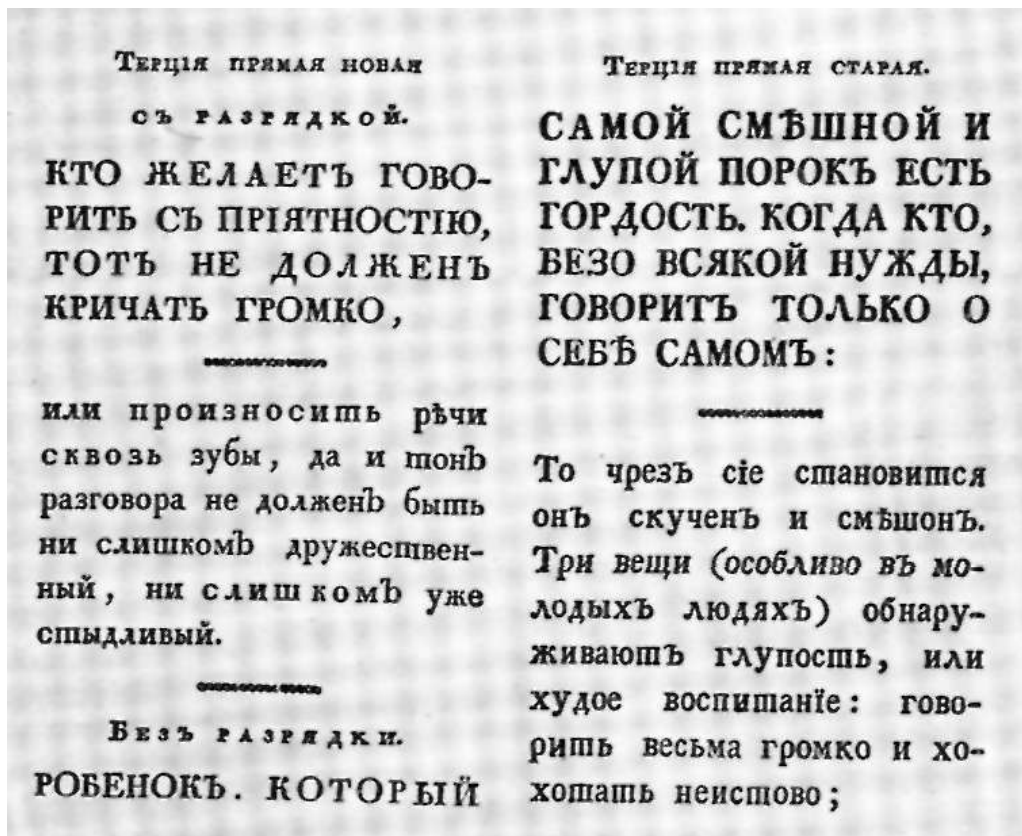 Терція прямая новая
съ разрядкой.
КТО ЖЕЛАЕТЪ ГОВО-
РИТЬ СЪ ПРІЯТНОСТІЮ,
ТОТЪ НЕ ДОЛЖЕНЪ
КРИЧАТЬ ГРОМКО,
или произносить рѣчи
сквозь зубы, да и тонЪ
разговора не долженЪ быть
ни слишкомЪ дружествен-
ный, ни слишкомЪ уже
стыдливый.
Безъ разрядки.
РОБЕНОКЪ. КОТОРЫЙ
Терція прямая старая.
САМОЙ СМѢШНОЙ И
ГЛУПОЙ ПОРОКЪ ЕСТЬ
ГОРДОСТЬ. КОГДА КТО,
БЕЗО ВСЯКОЙ НУЖДЫ,
ГОВОРИТЪ ТОЛЬКО О
СЕБѢ САМОМЪ:
То чрезЪ сіе становится
онЪ скученЪ и смѣшонЪ.
Три вещи (особливо вЪ мо-
лодыхЪ людяхЪ) обнару-
живаютЪ глупость, или
худое воспитанїе: гово-
рить весьма громко и хо-
хотать неистово;